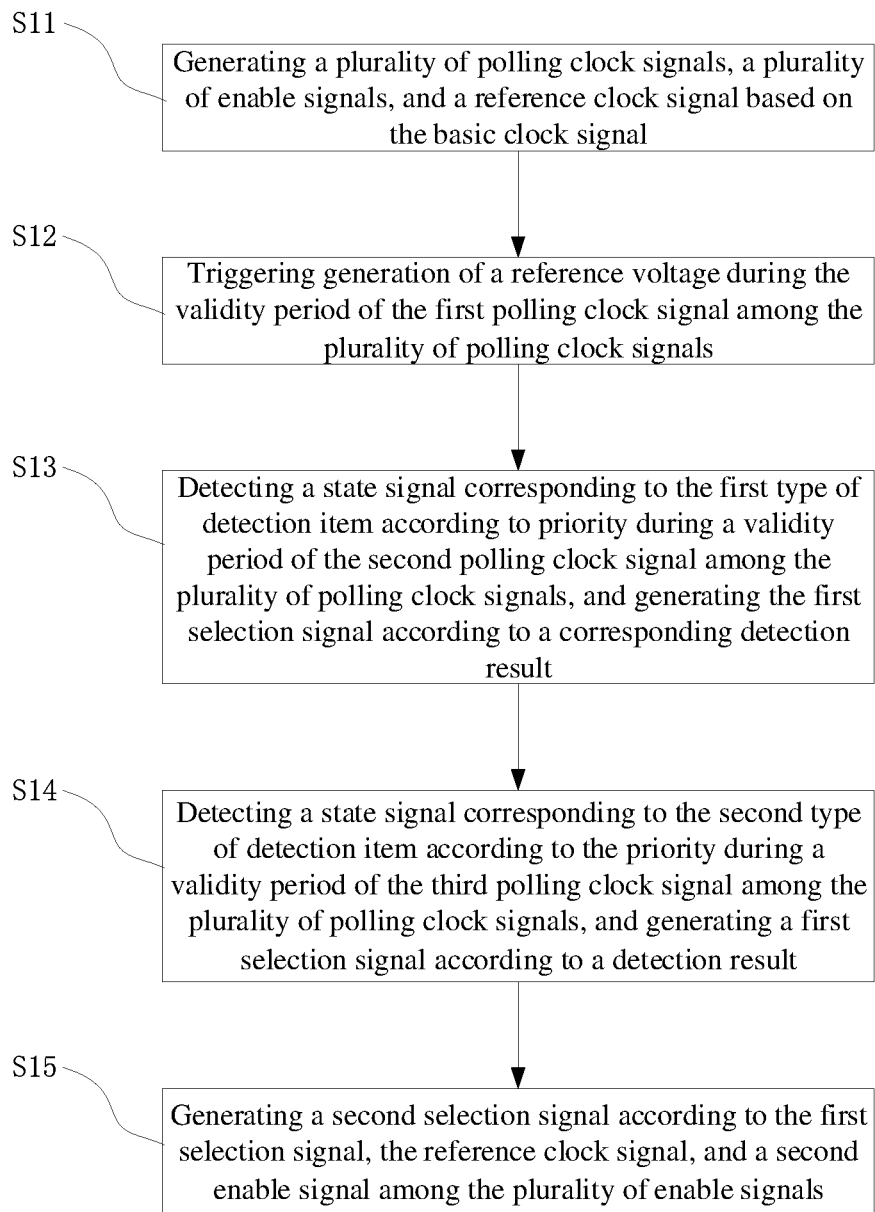 S11
Generating a plurality of polling clock signals, a plurality
of enable signals, and a reference clock signal based on
the basic clock signal
S12
Triggering generation of a reference voltage during the
validity period of the first polling clock signal among the
plurality of polling clock signals
S13
Detecting a state signal corresponding to the first type of
detection item according to priority during a validity
period of the second polling clock signal among the
plurality of polling clock signals, and generating the first
selection signal according to a corresponding detection
result
S14
Detecting a state signal corresponding to the second type
of detection item according to the priority during a
validity period of the third polling clock signal among the
plurality of polling clock signals, and generating a first
selection signal according to a detection result
S15
Generating a second selection signal according to the first
selection signal, the reference clock signal, and a second
enable signal among the plurality of enable signals